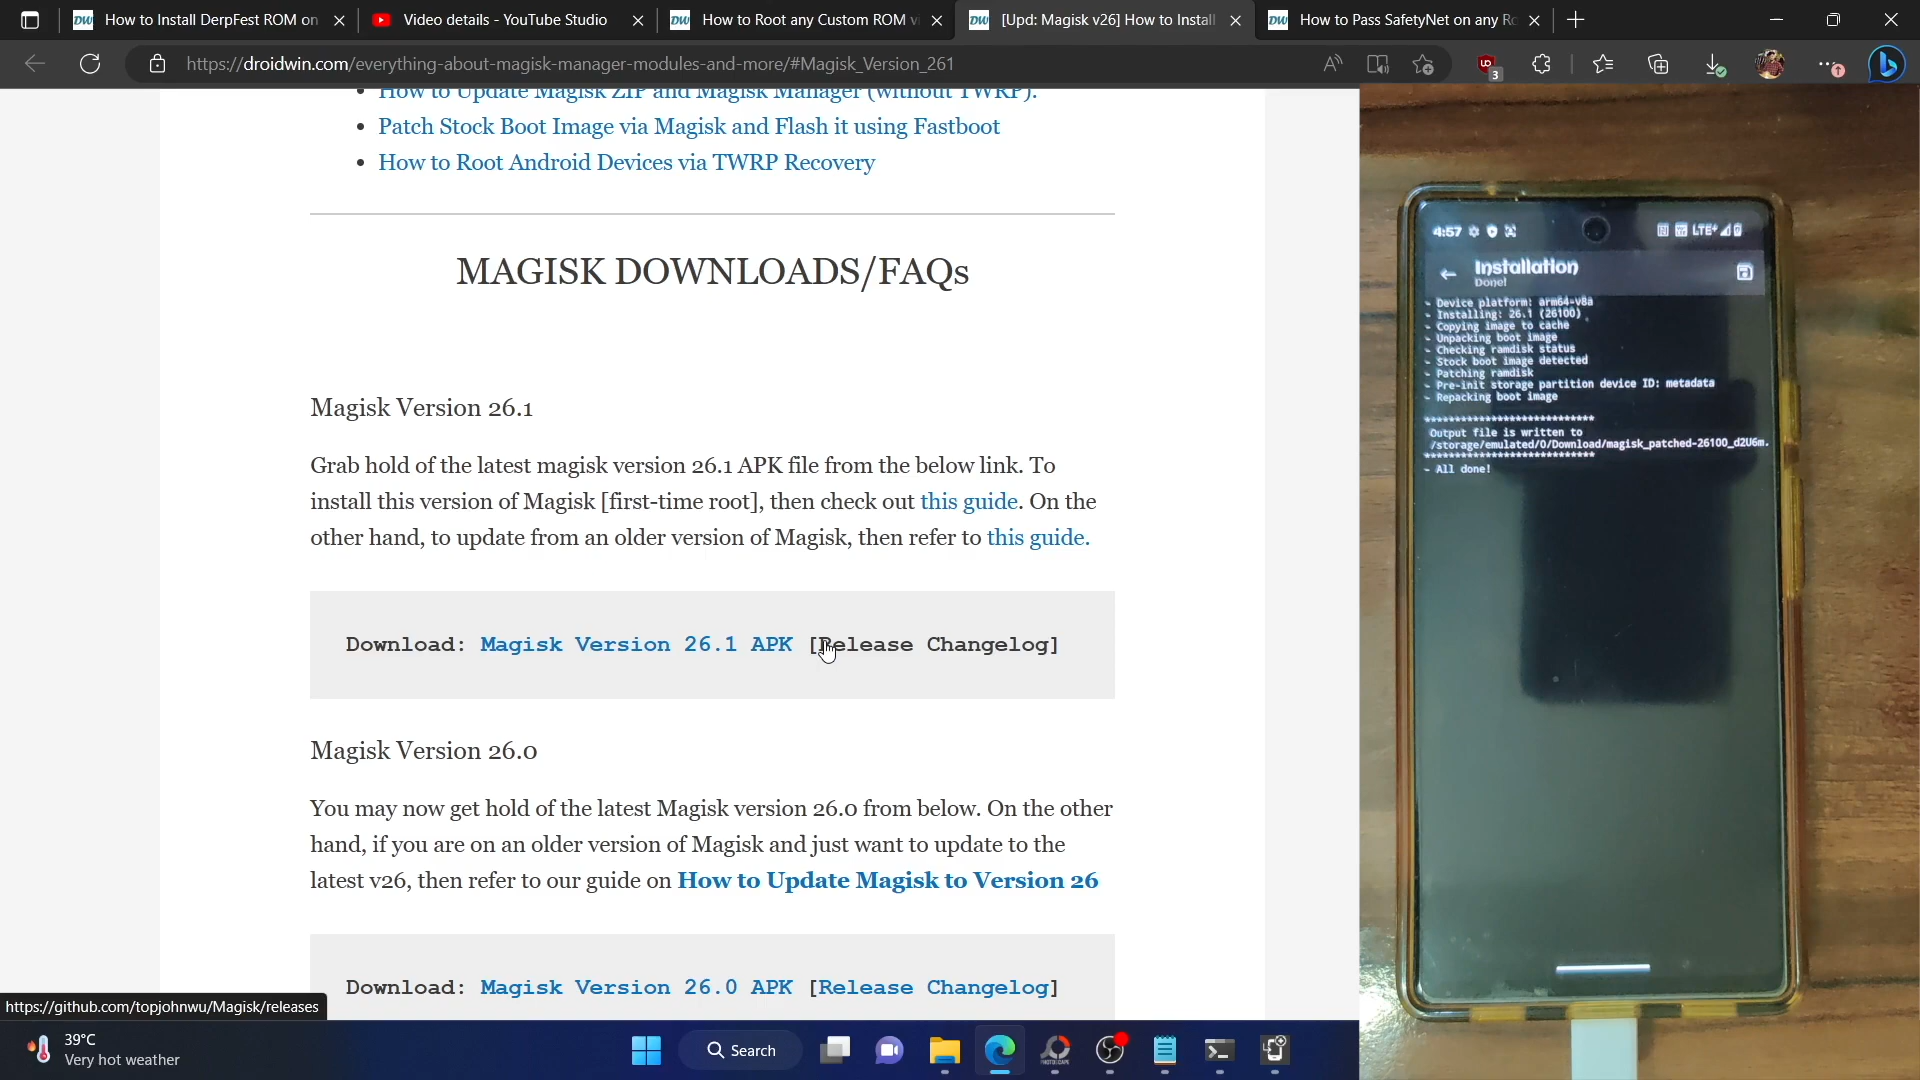 How to Install DerpFest ROM on
Video details - YouTube Studio
How to Root any Custom ROM v
[Upd: Magisk v26] How to Install
How to Pass SafetyNet on any Ro
https://droidwin.com/everything-about-magisk-manager-modules-and-more/#Magisk_Version_261
3
How to Update Magisk ZIP and Magisk Manager (without TWRP).
Patch Stock Boot Image via Magisk and Flash it using Fastboot
How to Root Android Devices via TWRP Recovery
MAGISK DOWNLOADS/FAQs
Magisk Version 26.1
Grab hold of the latest magisk version 26.1 APK file from the below link. To
install this version of Magisk [first-time root], then check out this guide. On the
other hand, to update from an older version of Magisk, then refer to this guide.
Download: Magisk Version 26.1 APK [Release Changelog]
Magisk Version 26.0
You may now get hold of the latest Magisk version 26.0 from below. On the other
hand, if you are on an older version of Magisk and just want to update to the
latest v26, then refer to our guide on How to Update Magisk to Version 26
Download: Magisk Version 26.0 APK [Release Changelog]
https://github.com/topjohnwu/Magisk/releases
39°C
Very hot weather
Search
4:57
LTE+
Installation
Done!
- Device platform: arm64-v8a
- Installing: 26.1 (26100)
- Copying image to cache
- Unpacking boot image
- Checking ramdisk status
- Stock boot image detected
- Patching ramdisk
- Pre-init storage partition device ID: metadata
- Repacking boot image
****************************
Output file is written to
/storage/emulated/0/Download/magisk_patched-26100_d2U6m.
****************************
- All done!